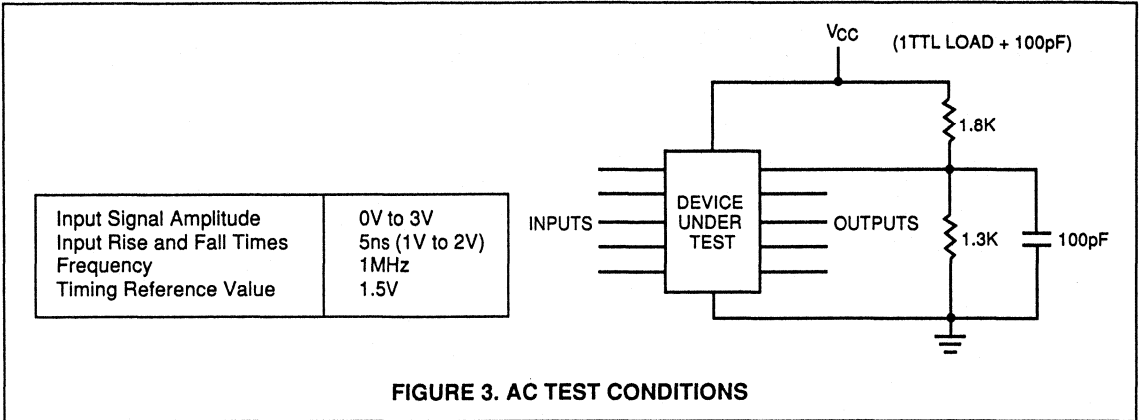 VCC (1TTL LOAD + 100pF)
1.8K
Input Signal Amplitude 0V to 3V
Input Rise and Fall Times 5ns (1V to 2V)
Frequency 1MHz
Timing Reference Value 1.5V
INPUTS
DEVICE
UNDER
TEST
OUTPUTS
1.3K
100pF
FIGURE 3. AC TEST CONDITIONS